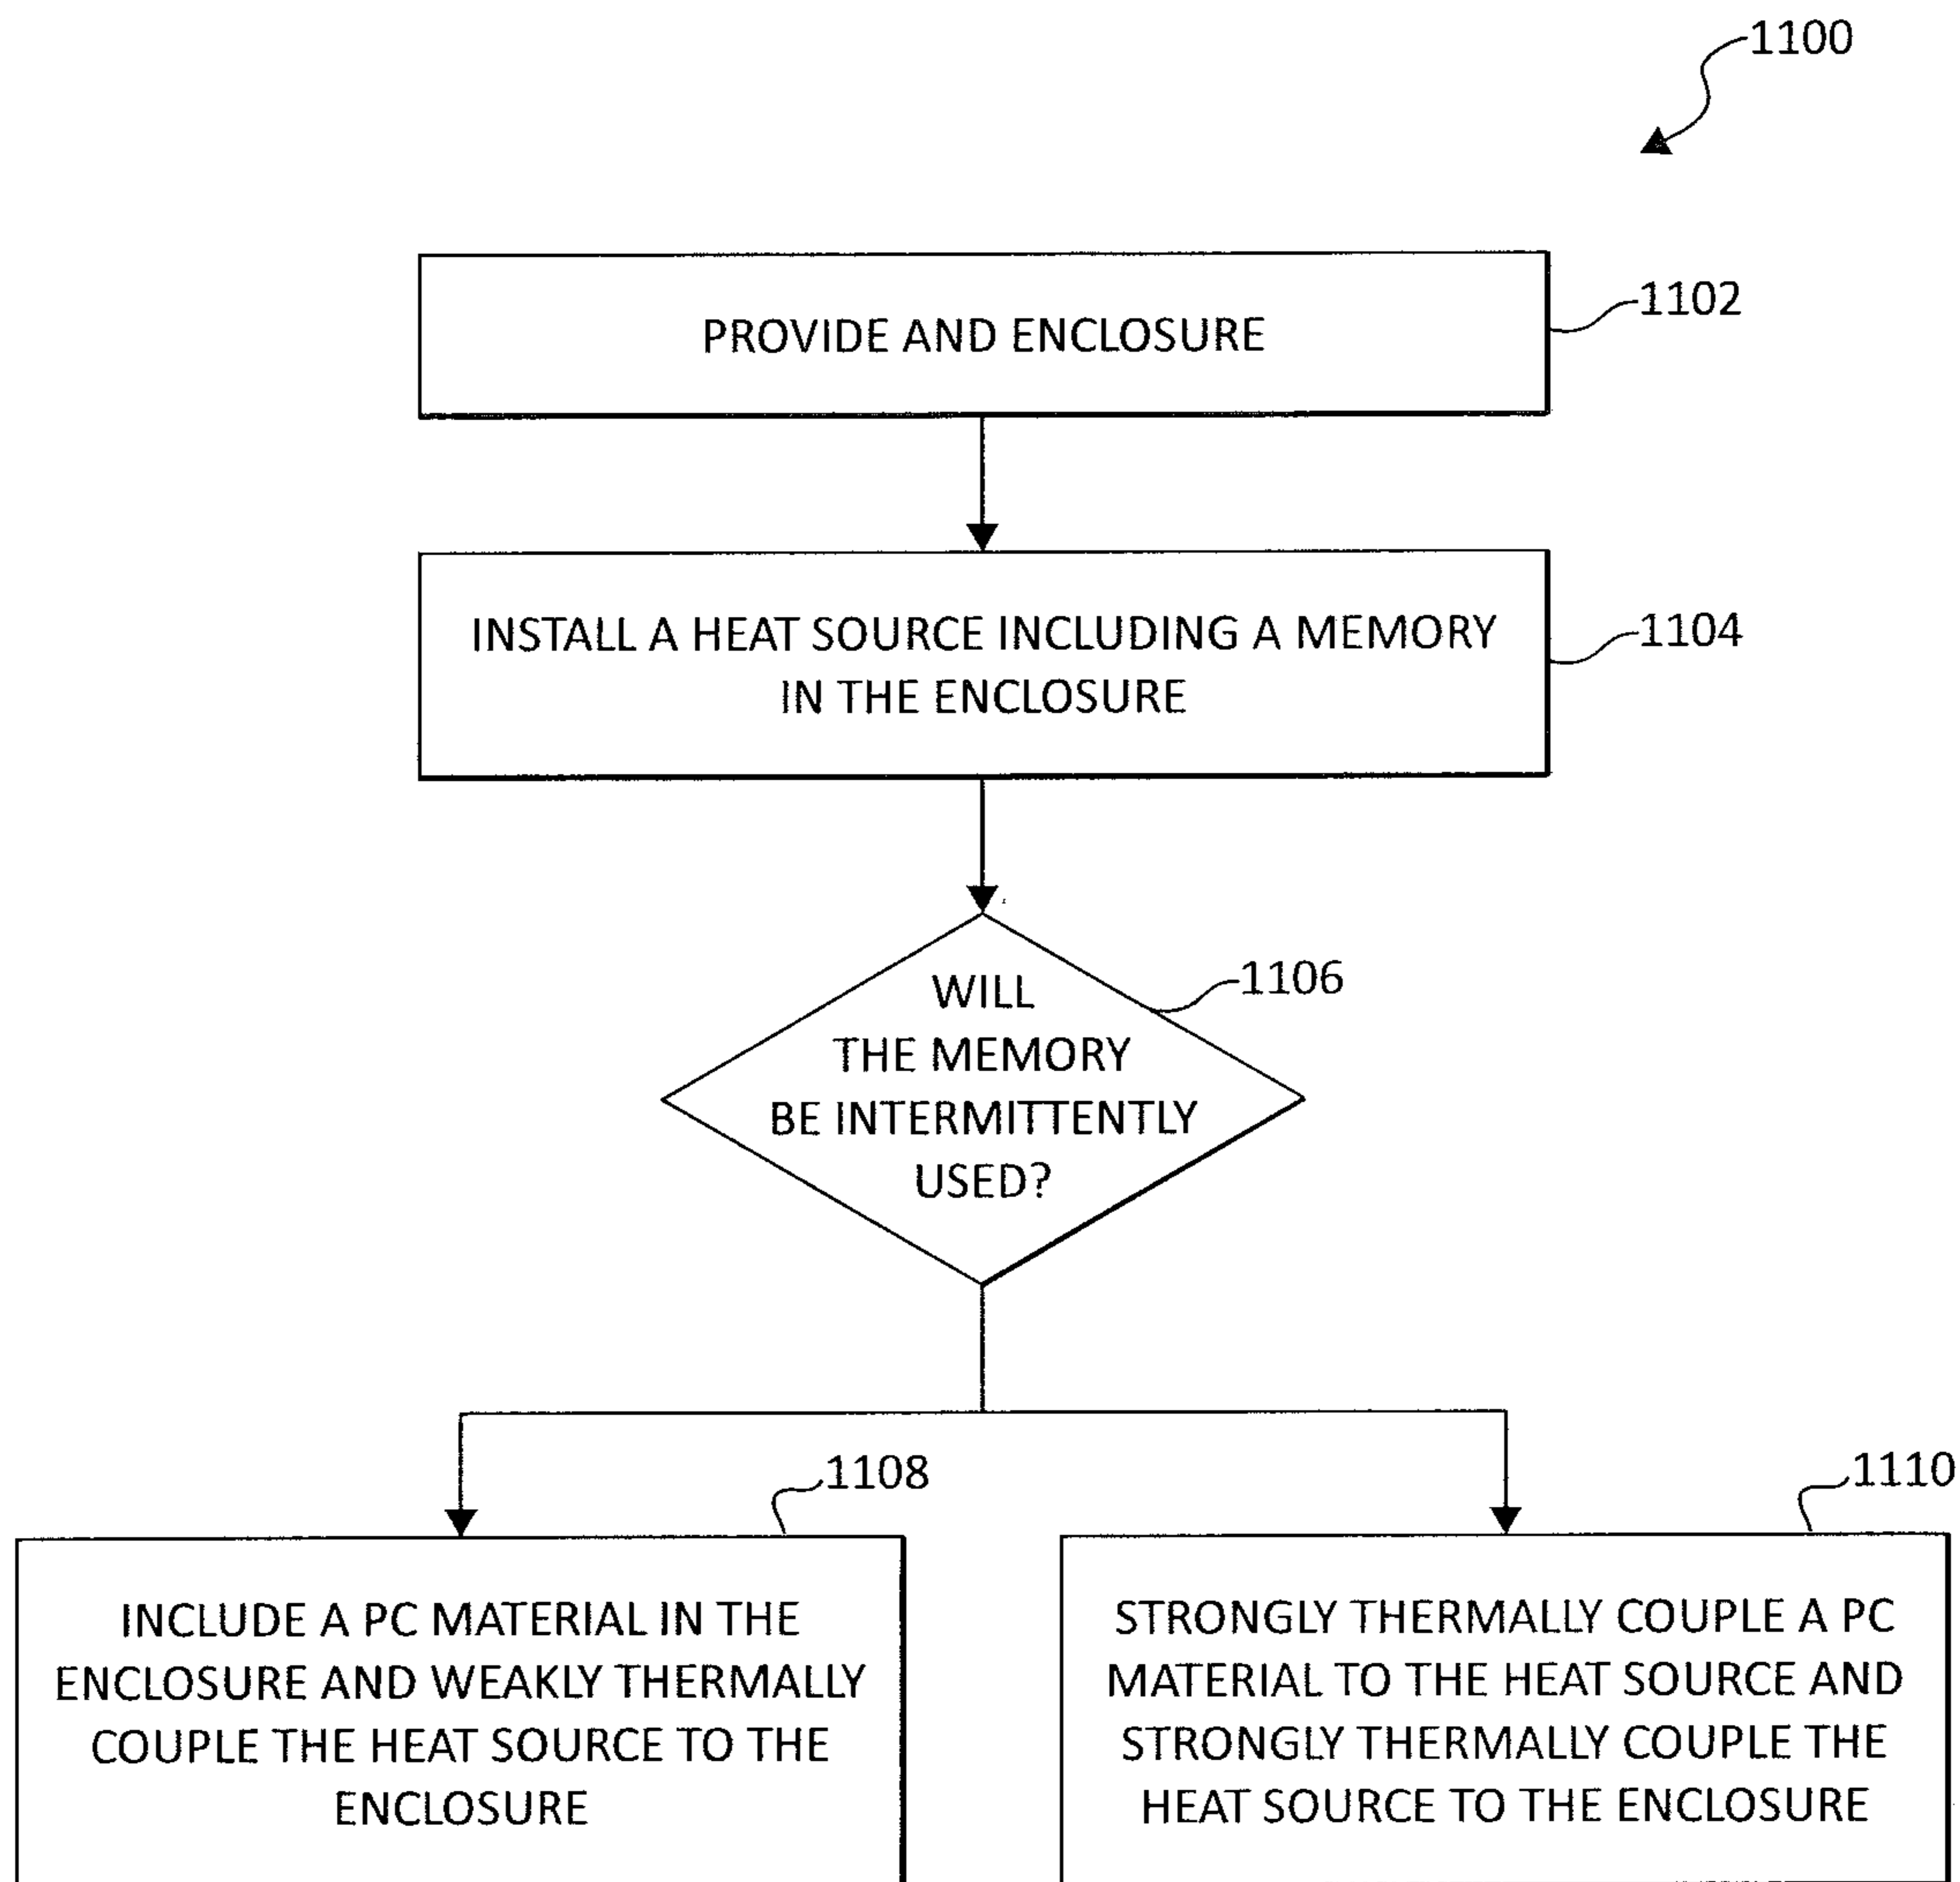 1100
PROVIDE AND ENCLOSURE
1102
INSTALL A HEAT SOURCE INCLUDING A MEMORY
IN THE ENCLOSURE
1104
WILL
THE MEMORY
BE INTERMITTENTLY
USED?
1106
1108
INCLUDE A PC MATERIAL IN THE
ENCLOSURE AND WEAKLY THERMALLY
COUPLE THE HEAT SOURCE TO THE
ENCLOSURE
1110
STRONGLY THERMALLY COUPLE A PC
MATERIAL TO THE HEAT SOURCE AND
STRONGLY THERMALLY COUPLE THE
HEAT SOURCE TO THE ENCLOSURE